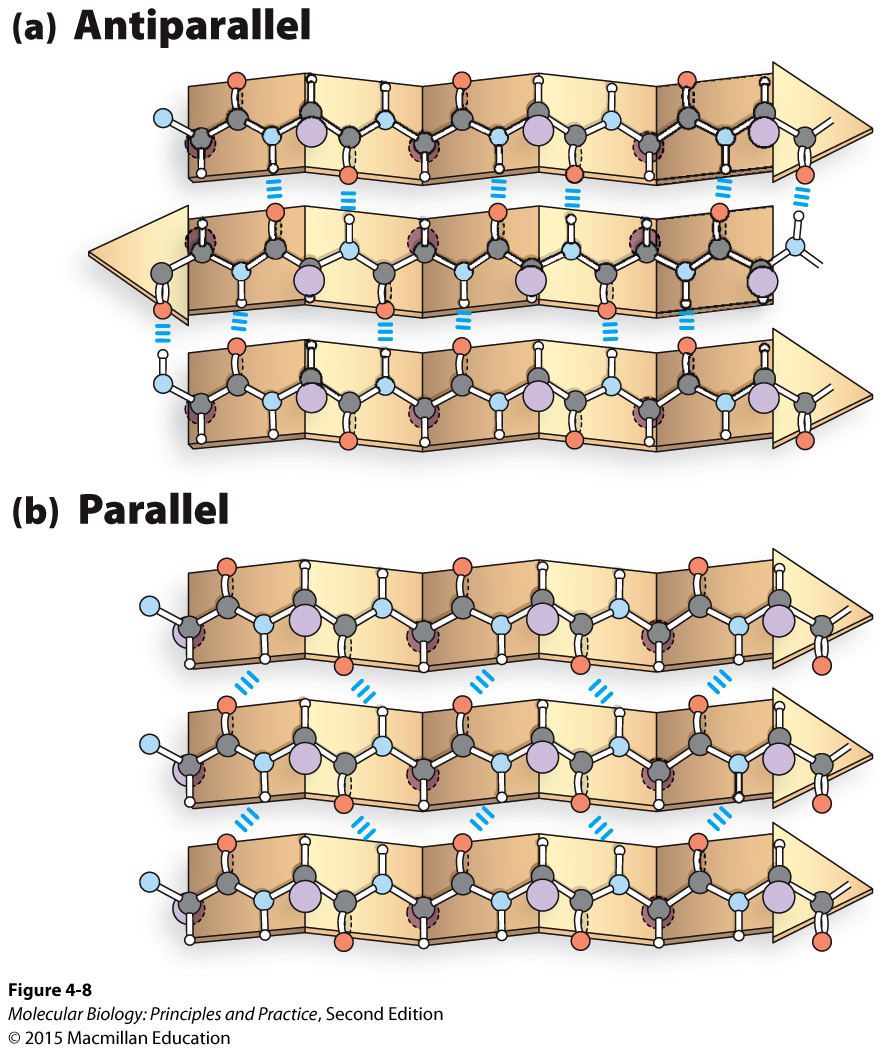 (a) Antiparallel
(b) Parallel
Figure 4-8
Molecular Biology: Principles and Practice, Second Edition
© 2015 Macmillan Education